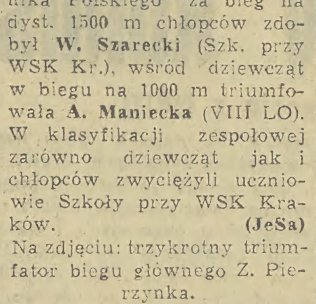 nika Polskiego za bieg na
dyst. 1500 m chłopców zdo-
był W. Szarecki (Szk. przy
WSK Kr.), wśród dziewcząt
w biegu na 1000 m triumfo-
wała A. Maniecka (VIII LO).
W klasyfikacji zespołowej
zarówno dziewcząt jak i
chłopców zwyciężyli ucznio-
wie Szkoły przy WSK Kra-
ków. (JeSa)
Na zdjęciu: trzykrotny trium-
fator biegu głównego Z. Pie-
rzynka.